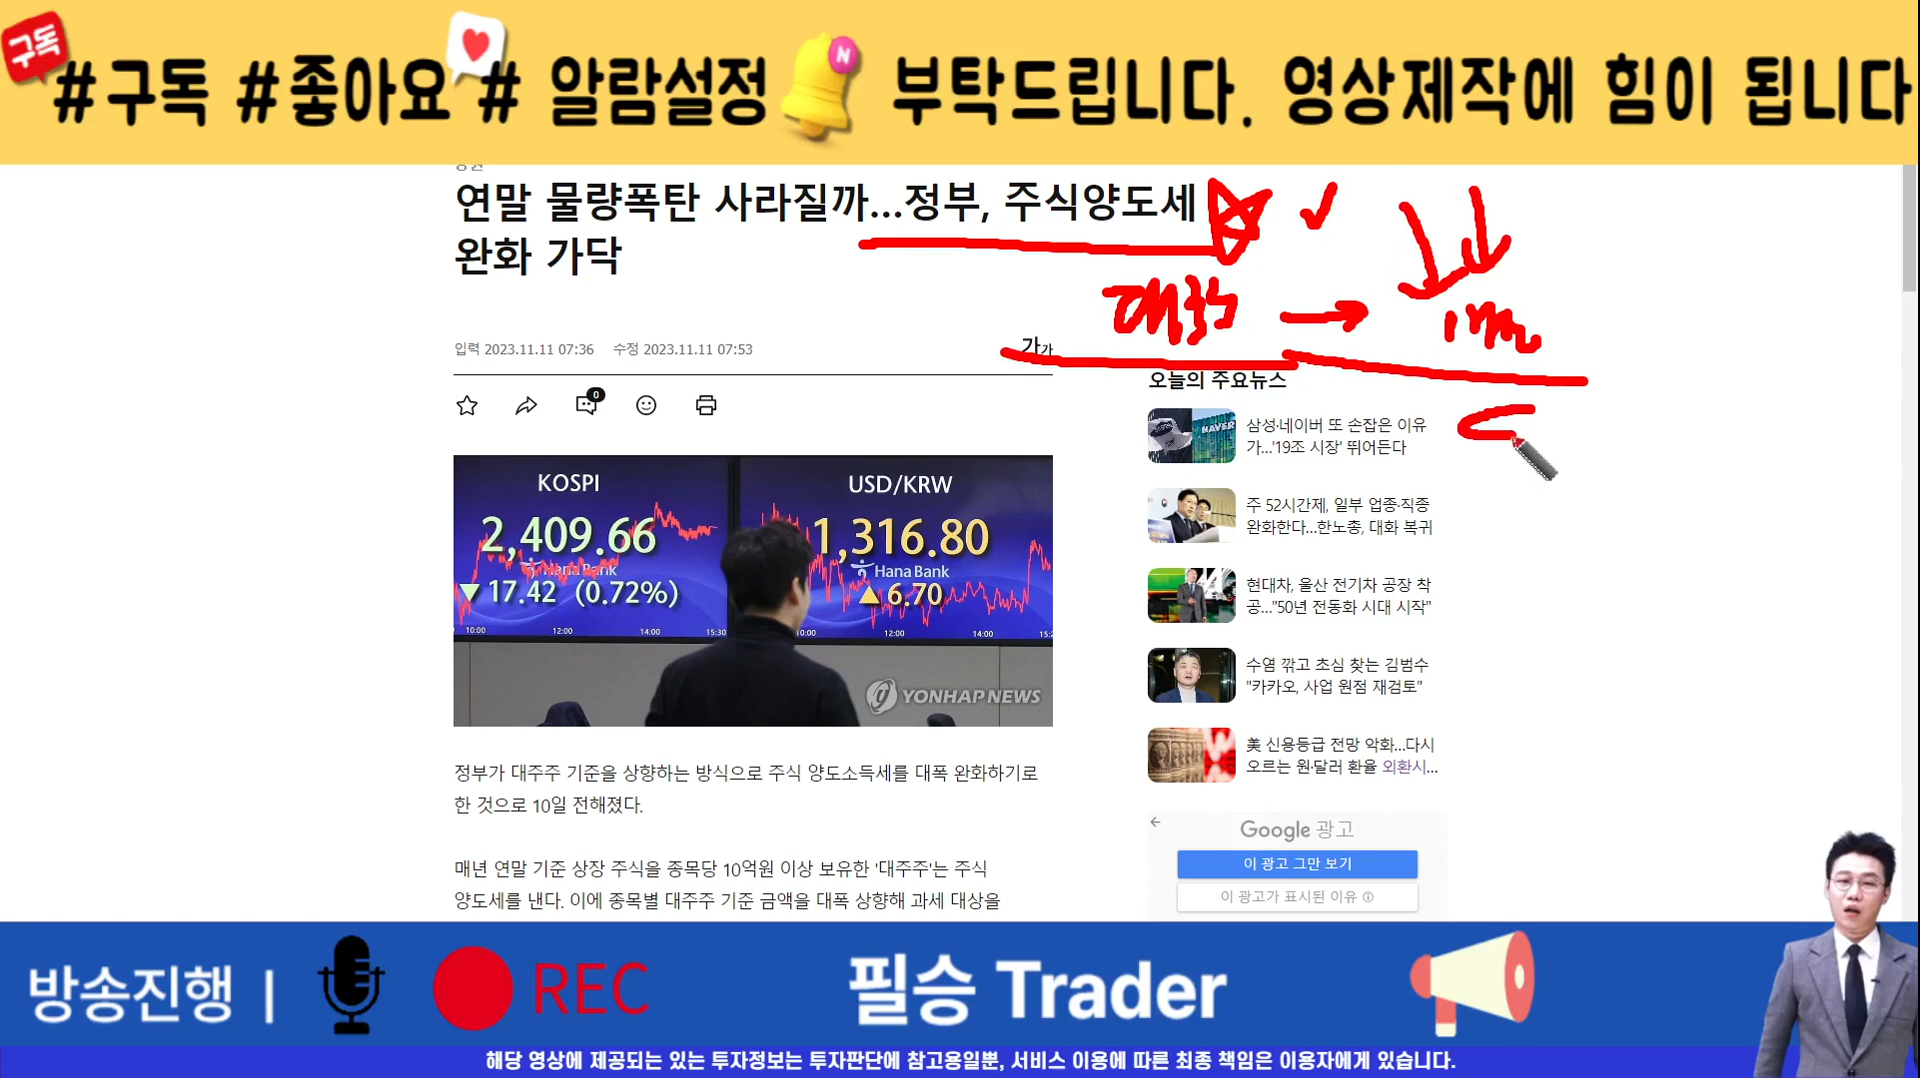 구독
#구독 #좋아요 # 알람설정 N 부탁드립니다. 영상제작에 힘이 됩니다
연말 물량폭탄 사라질까...정부, 주식양도세
완화 가닥
입력 2023.11.11 07:36 수정 2023.11.11 07:53
가가
0
KOSPI
2,409.66
Hana Bank
▼17.42 (0.72%)
10:00 12:00 14:00 15:30
USD/KRW
1,316.80
Hana Bank
▲6.70
10:00 12:00 14:00
YONHAP NEWS
정부가 대주주 기준을 상향하는 방식으로 주식 양도소득세를 대폭 완화하기로
한 것으로 10일 전해졌다.
매년 연말 기준 상장 주식을 종목당 10억원 이상 보유한 '대주주'는 주식
양도세를 낸다. 이에 종목별 대주주 기준 금액을 대폭 상향해 과세 대상을
오늘의 주요뉴스
NAVER
삼성·네이버 또 손잡은 이유
가...'19조 시장' 뛰어든다
주 52시간제, 일부 업종·직종
완화한다...한노총, 대화 복귀
현대차, 울산 전기차 공장 착
공..."50년 전동화 시대 시작"
수염 깎고 초심 찾는 김범수
"카카오, 사업 원점 재검토"
美 신용등급 전망 악화...다시
오르는 원·달러 환율 외환시...
Google 광고
이 광고 그만 보기
이 광고가 표시된 이유
방송진행 |
REC
필승 Trader
해당 영상에 제공되는 있는 투자정보는 투자판단에 참고용일뿐, 서비스 이용에 따른 최종 책임은 이용자에게 있습니다.